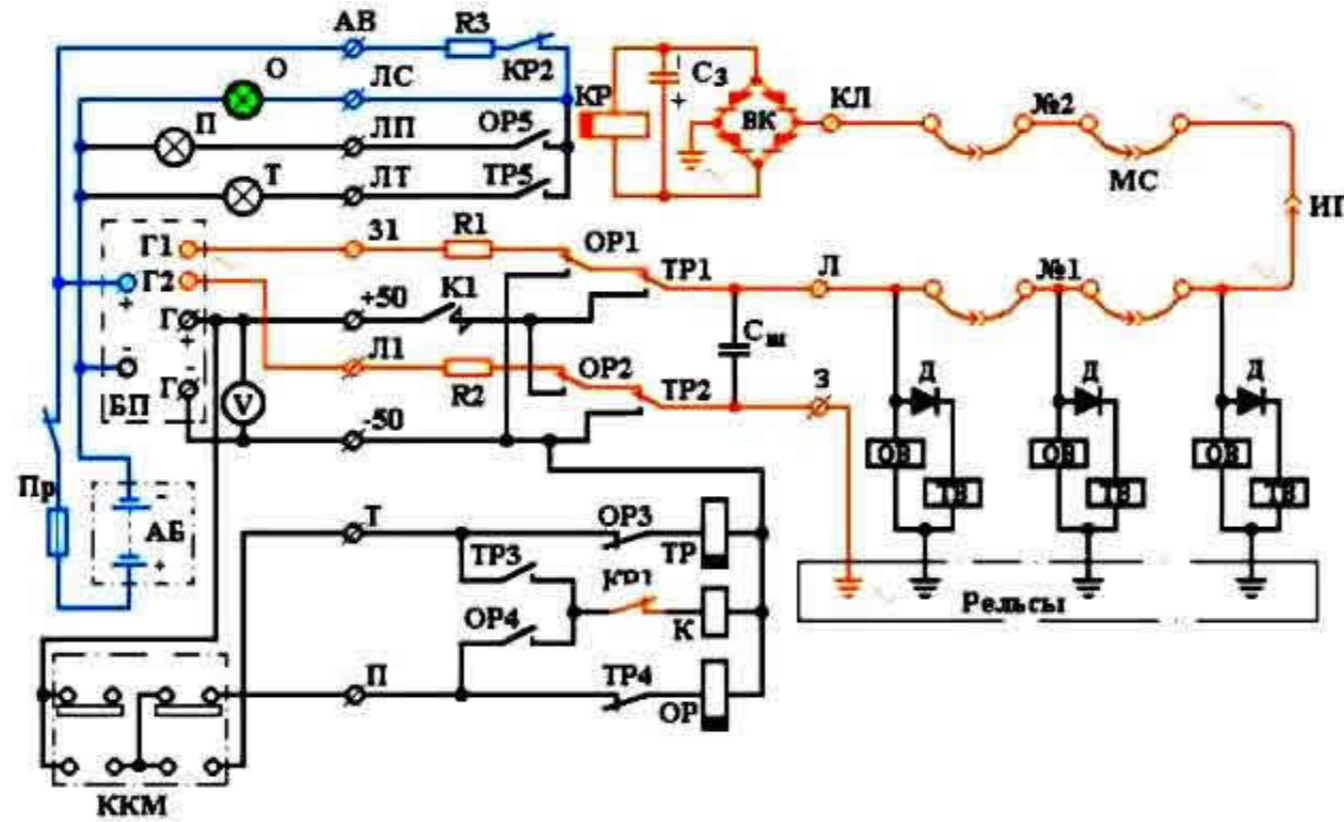 АВ R3
О ЛС КР2 КР С3 + КЛ №2
П ЛП ОР5 ВК
Т ЛТ ТР5 МС
ИП
Г1 З1 R1 ОР1
Г2 + +50 К1 ТР1 Л №1
Г + Л1 ОР2 Сш
- Г - R2 ТР2 З Д Д Д
БП V -50
ОВ ОВ ОВ
Пр - Т ОР3 ТВ ТВ ТВ
АБ + ТР3 ТР
КР1 Рельсы
ОР4 К
П ТР4
ОР
ККМ